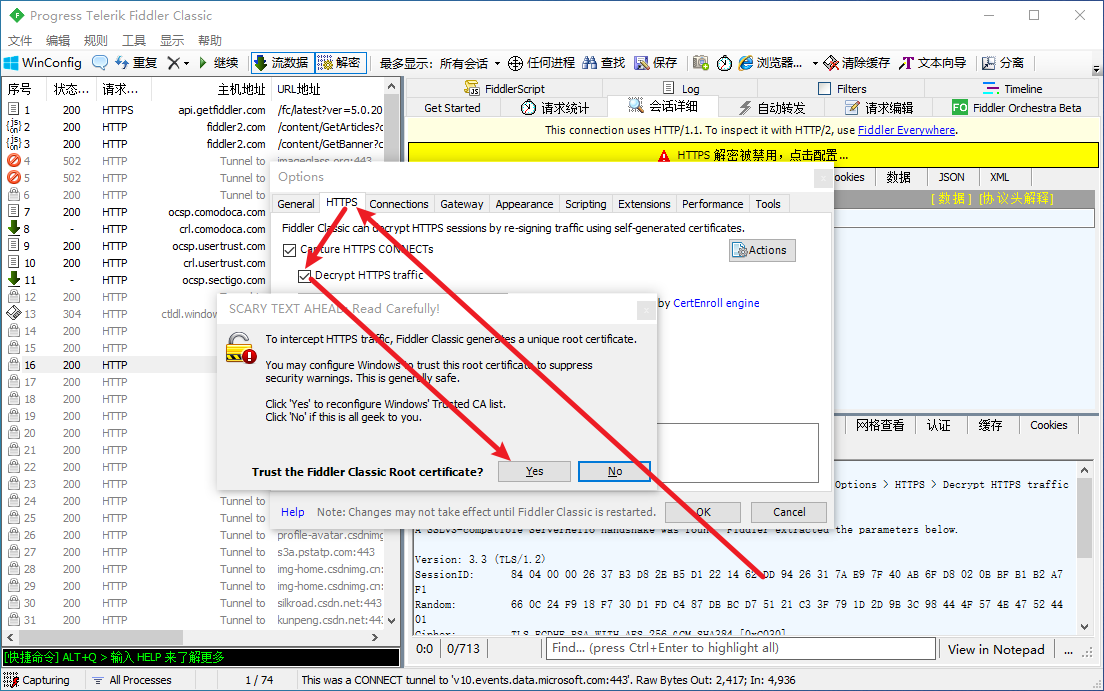 Progress Telerik Fiddler Classic
文件 编辑 规则 工具 显示 帮助
WinConfig 重复 继续 流数据 解密 最多显示: 所有会话 任何进程 查找 保存 浏览器... 清除缓存 文本向导 分离
序号 状态... 请求... 主机地址 URL地址
1 200 HTTPS api.getfiddler.com /fc/latest?ver=5.0.20
2 200 HTTP fiddler2.com /content/GetArticles?c
3 200 HTTP fiddler2.com /content/GetBanner?c
4 502 HTTP Tunnel to imageclass.org:443
5 502 HTTP Tunnel to
6 200 HTTP Tunnel to
7 200 HTTP ocsp.comodoca.com
8 - HTTP crl.comodoca.com
9 200 HTTP ocsp.usertrust.com
10 200 HTTP crl.usertrust.com
11 - HTTP ocsp.sectigo.com
12 200 HTTP
13 304 HTTP ctldl.window
14 200 HTTP
15 200 HTTP
16 200 HTTP
17 200 HTTP
18 200 HTTP
19 200 HTTP
20 200 HTTP
21 200 HTTP
22 200 HTTP
23 200 HTTP
24 200 HTTP Tunnel to
25 200 HTTP Tunnel to
26 200 HTTP Tunnel to profile-avatar.csdnimg
27 200 HTTP Tunnel to s3a.pstatp.com:443
28 200 HTTP Tunnel to img-home.csdnimg.cn:
29 200 HTTP Tunnel to img-home.csdnimg.cn:
30 200 HTTP Tunnel to silkroad.csdn.net:443
31 200 HTTP Tunnel to kunpeng.csdn.net:443
[快捷命令] ALT+Q > 输入 HELP 来了解更多
Capturing All Processes 1 / 74 This was a CONNECT tunnel to 'v10.events.data.microsoft.com:443'. Raw Bytes Out: 2,417; In: 4,936
FiddlerScript Log Filters Timeline
Get Started 请求统计 会话详细 自动转发 请求编辑 FO Fiddler Orchestra Beta
This connection uses HTTP/1.1. To inspect it with HTTP/2, use Fiddler Everywhere.
HTTPS 解密被禁用，点击配置...
ookies 数据 JSON XML
[ 数据 ] [协议头解释]
Options
General HTTPS Connections Gateway Appearance Scripting Extensions Performance Tools
Fiddler Classic can decrypt HTTPS sessions by re-signing traffic using self-generated certificates.
Capture HTTPS CONNECTs Actions
Decrypt HTTPS traffic
by CertEnroll engine
SCARY TEXT AHEAD: Read Carefully!
To intercept HTTPS traffic, Fiddler Classic generates a unique root certificate.
You may configure Windows to trust this root certificate to suppress
security warnings. This is generally safe.
Click 'Yes' to reconfigure Windows' Trusted CA list.
Click 'No' if this is all geek to you.
Trust the Fiddler Classic Root certificate? Yes No
Help Note: Changes may not take effect until Fiddler Classic is restarted. OK Cancel
网格查看 认证 缓存 Cookies
Options > HTTPS > Decrypt HTTPS traffic
A SSLv3-compatible ServerHello handshake was found. Fiddler extracted the parameters below.
Version: 3.3 (TLS/1.2)
SessionID: 84 04 00 00 26 37 B3 D8 2E B5 D1 22 14 62 DD 94 26 31 7A E9 7F 40 AB 6F D8 02 0B BF B1 B2 A7
F1
Random: 66 0C 24 F9 18 F7 30 D1 FD C4 87 DB BC D7 51 21 C3 3F 79 1D 2D 9B 3C 98 44 4F 57 4E 47 52 44
01
Cipher: TLS_ECDHE_RSA_WITH_AES_256_GCM_SHA384 [0xC030]
0:0 0/713 Find... (press Ctrl+Enter to highlight all) View in Notepad ...